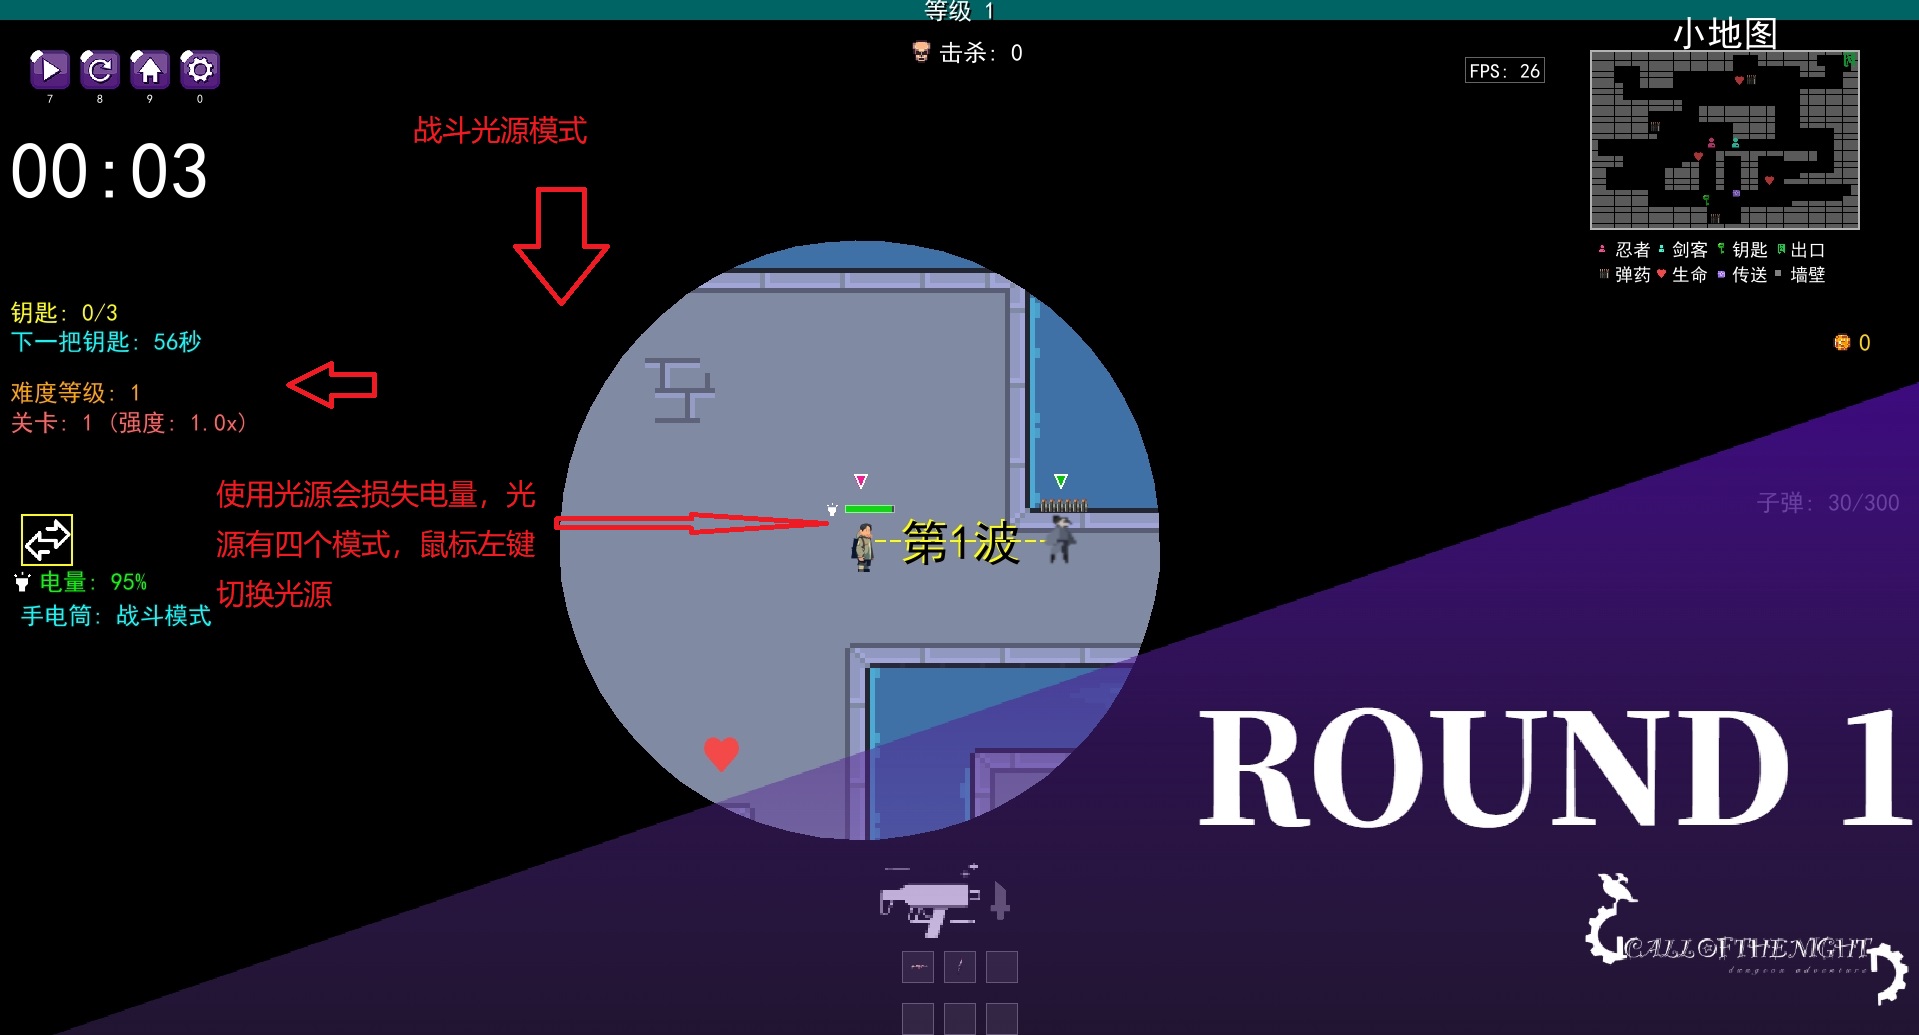 等级 1
击杀: 0
小地图
FPS: 26
7
8
9
0
00:03
战斗光源模式
忍者 剑客 钥匙 出口
弹药 生命 传送 墙壁
钥匙: 0/3
下一把钥匙: 56秒
0
难度等级: 1
关卡: 1 (强度: 1.0x)
使用光源会损失电量，光
源有四个模式，鼠标左键
切换光源
子弹: 30/300
第1波
电量: 95%
手电筒: 战斗模式
ROUND 1
CALL OF THE NIGHT
dungeon adventure